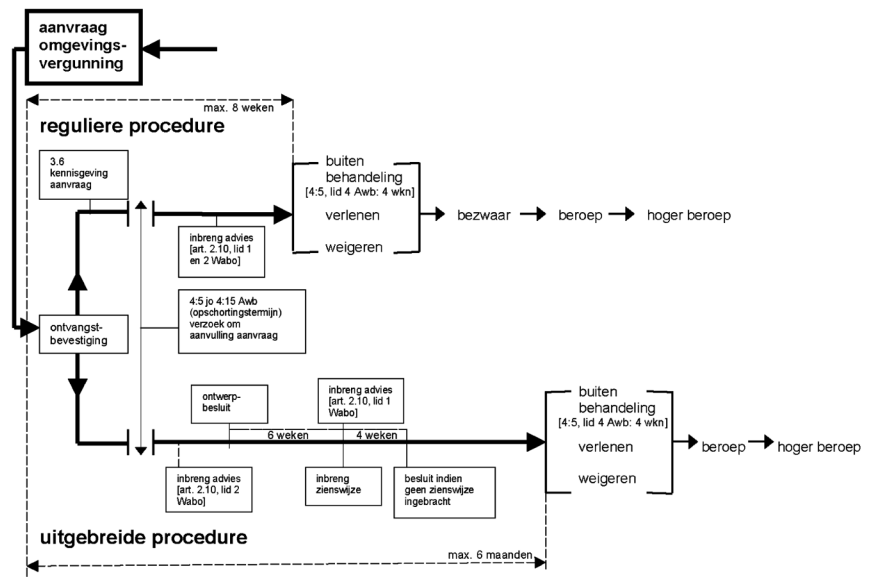 aanvraag
omgevings-
vergunning
max. 8 weken
reguliere procedure
3.6
kennisgeving
aanvraag
inbreng advies
[art. 2.10, lid 1
en 2 Wabo]
buiten
behandeling
[4:5, lid 4 Awb: 4 wkn]
verlenen
weigeren
bezwaar
beroep
hoger beroep
ontvangst-
bevestiging
4:5 jo 4:15 Awb
(opschortingstermijn)
verzoek om
aanvulling aanvraag
ontwerp-
besluit
inbreng advies
[art. 2.10, lid 1
Wabo]
6 weken
4 weken
inbreng advies
[art. 2.10, lid 2
Wabo]
inbreng
zienswijze
besluit indien
geen zienswijze
ingebracht
buiten
behandeling
[4:5, lid 4 Awb: 4 wkn]
verlenen
weigeren
beroep
hoger beroep
uitgebreide procedure
max. 6 maanden